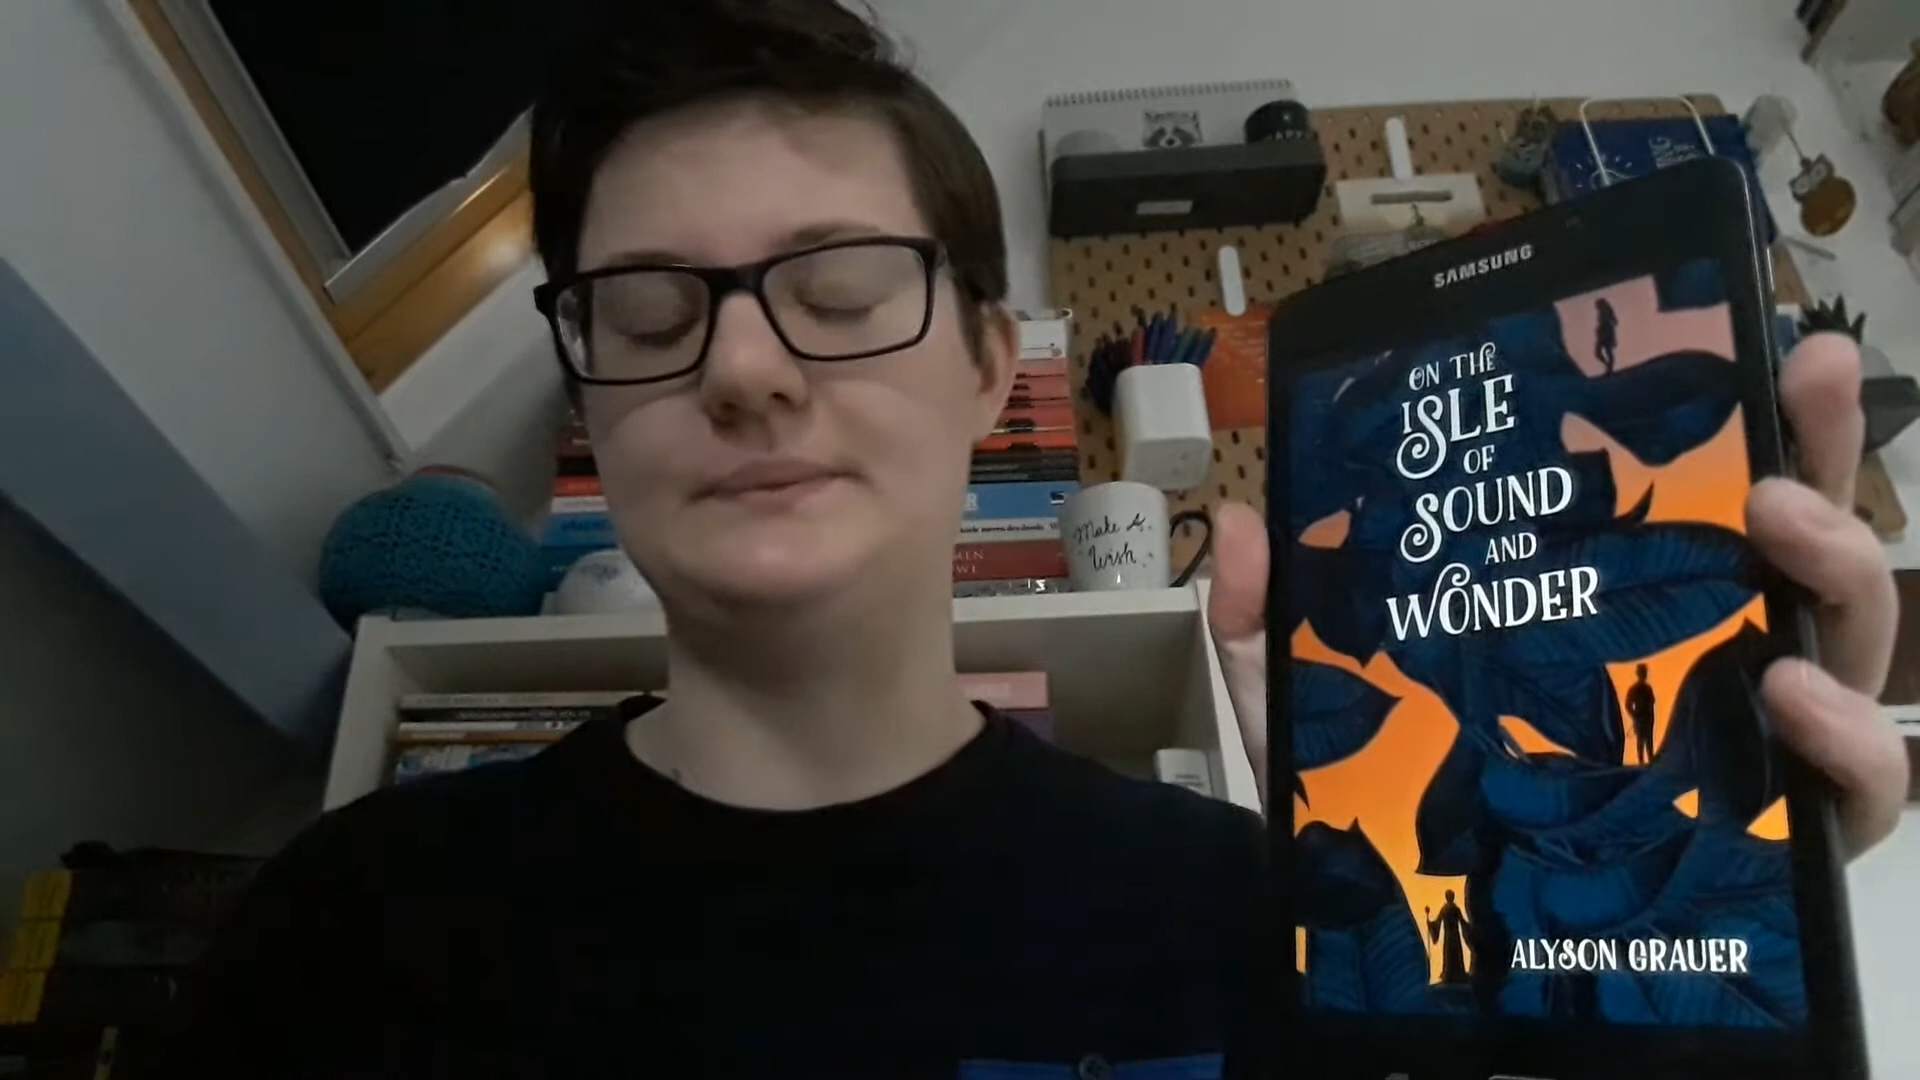 SAMSUNG
ON THE
ISLE
OF
SOUND
AND
WONDER
ALYSON GRAUER
Make A
Wish